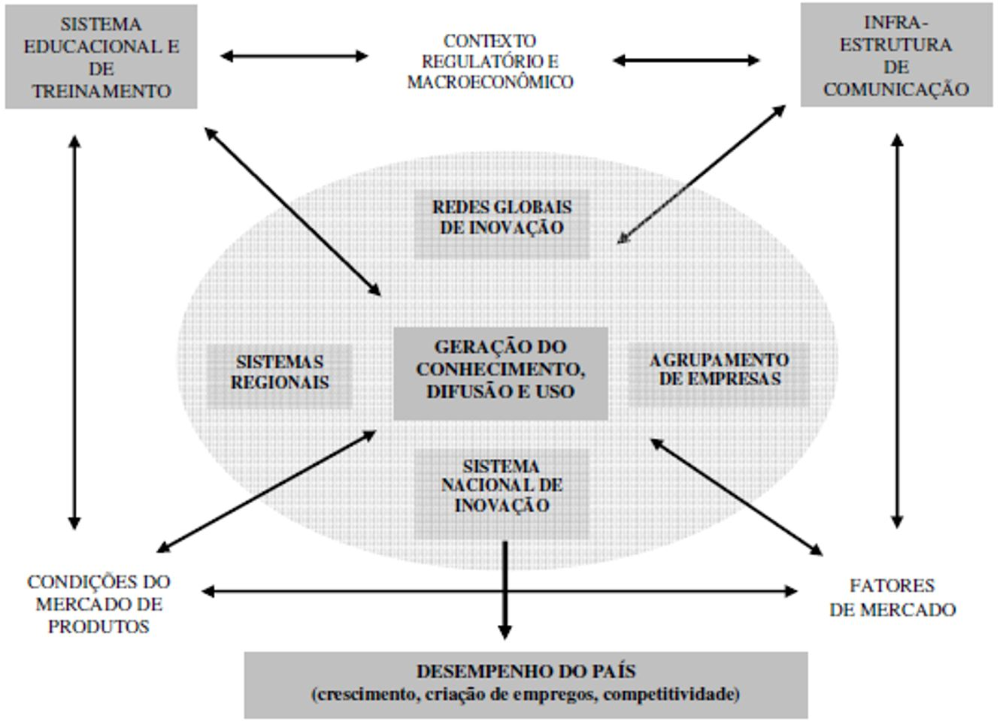 SISTEMA
EDUCACIONAL E
DE
TREINAMENTO
CONTEXTO
REGULATÓRIO E
MACROECONÔMICO
INFRA-
ESTRUTURA
DE
COMUNICAÇÃO
REDES GLOBAIS
DE INOVAÇÃO
SISTEMAS
REGIONAIS
GERAÇÃO DO
CONHECIMENTO,
DIFUSÃO E USO
AGRUPAMENTO
DE EMPRESAS
SISTEMA
NACIONAL DE
INOVAÇÃO
CONDIÇÕES DO
MERCADO DE
PRODUTOS
FATORES
DE MERCADO
DESEMPENHO DO PAÍS
(crescimento, criação de empregos, competitividade)